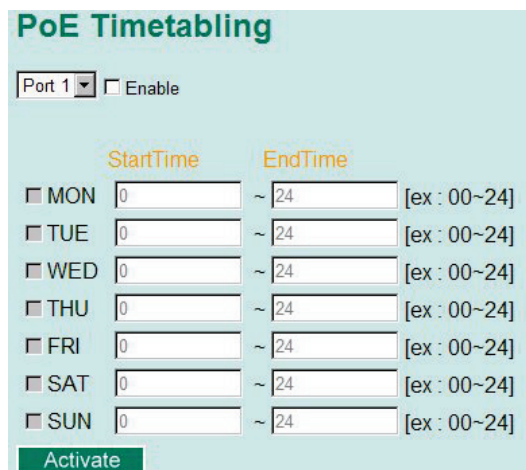 PoE Timetabling
Port 1 Enable
StartTime EndTime
MON 0 ~ 24 [ex : 00~24]
TUE 0 ~ 24 [ex : 00~24]
WED 0 ~ 24 [ex : 00~24]
THU 0 ~ 24 [ex : 00~24]
FRI 0 ~ 24 [ex : 00~24]
SAT 0 ~ 24 [ex : 00~24]
SUN 0 ~ 24 [ex : 00~24]
Activate